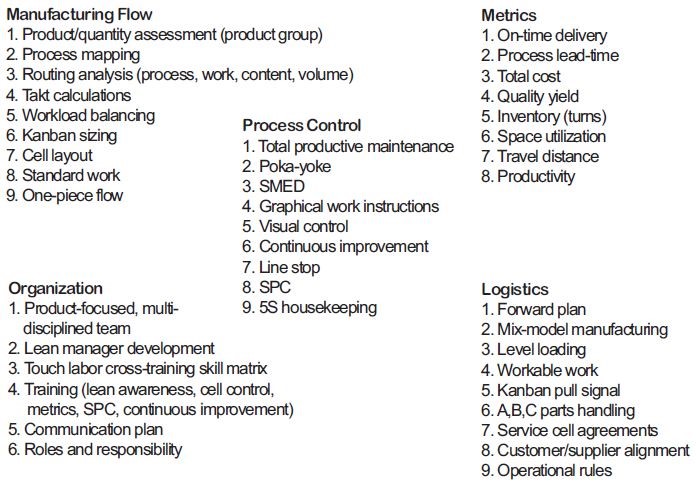 Manufacturing Flow
1. Product/quantity assessment (product group)
2. Process mapping
3. Routing analysis (process, work, content, volume)
4. Takt calculations
5. Workload balancing
6. Kanban sizing
7. Cell layout
8. Standard work
9. One-piece flow
Process Control
1. Total productive maintenance
2. Poka-yoke
3. SMED
4. Graphical work instructions
5. Visual control
6. Continuous improvement
7. Line stop
8. SPC
9. 5S housekeeping
Metrics
1. On-time delivery
2. Process lead-time
3. Total cost
4. Quality yield
5. Inventory (turns)
6. Space utilization
7. Travel distance
8. Productivity
Organization
1. Product-focused, multi-
disciplined team
2. Lean manager development
3. Touch labor cross-training skill matrix
4. Training (lean awareness, cell control,
metrics, SPC, continuous improvement)
5. Communication plan
6. Roles and responsibility
Logistics
1. Forward plan
2. Mix-model manufacturing
3. Level loading
4. Workable work
5. Kanban pull signal
6. A,B,C parts handling
7. Service cell agreements
8. Customer/supplier alignment
9. Operational rules